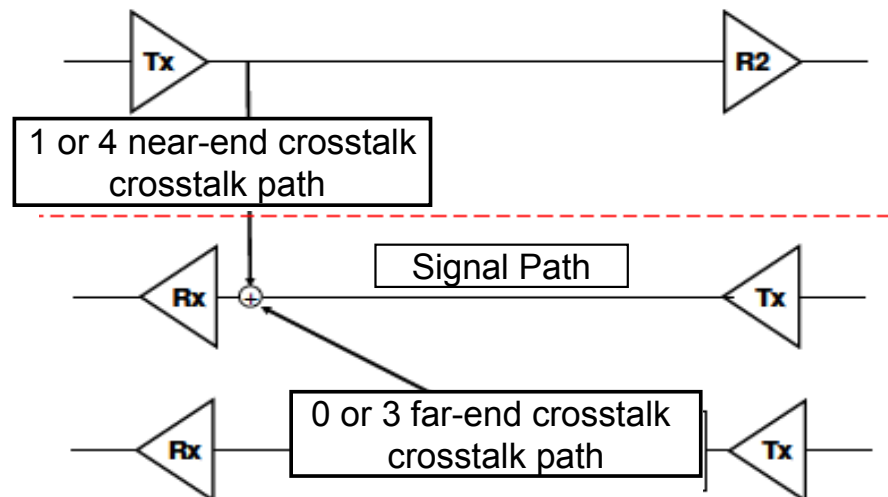 Tx
R2
1 or 4 near-end crosstalk
crosstalk path
Signal Path
Rx
+
Tx
0 or 3 far-end crosstalk
crosstalk path
Rx
Tx